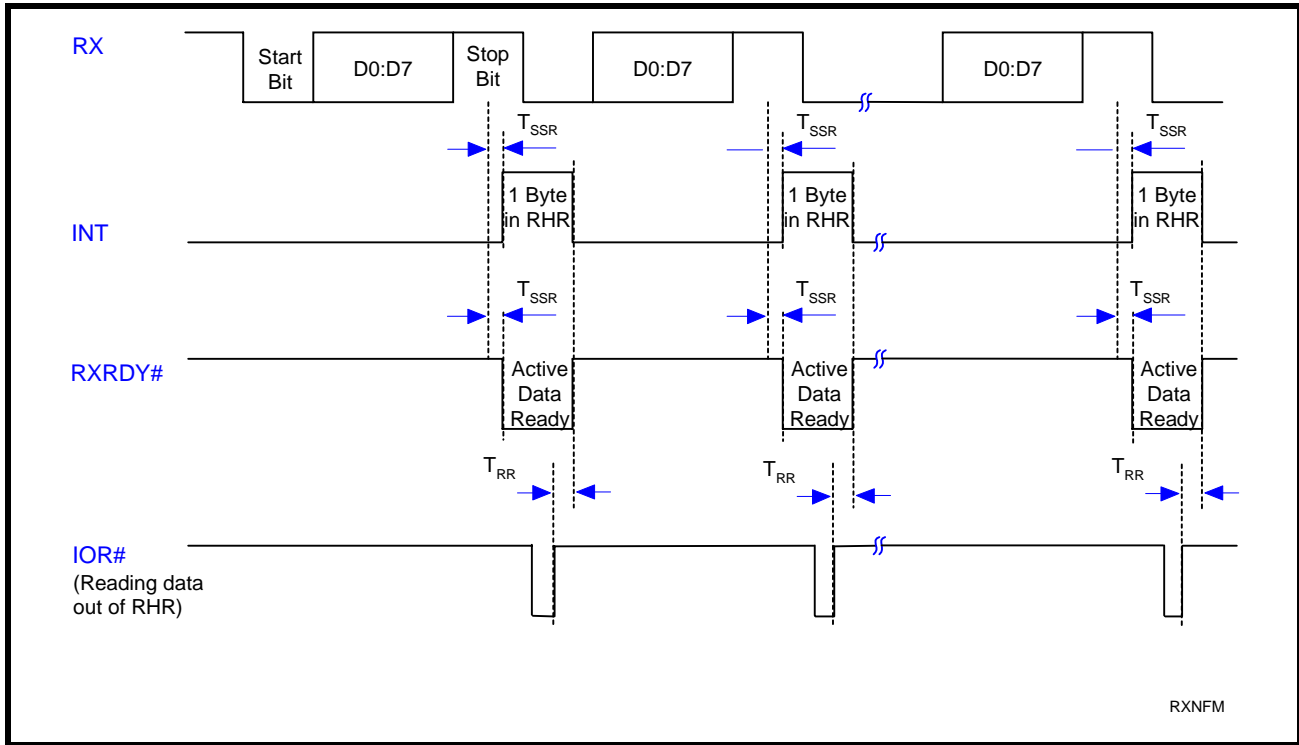 RX
Start
Bit
D0:D7
Stop
Bit
D0:D7
D0:D7
TSSR
TSSR
TSSR
INT
1 Byte
in RHR
1 Byte
in RHR
1 Byte
in RHR
TSSR
TSSR
TSSR
RXRDY#
Active
Data
Ready
Active
Data
Ready
Active
Data
Ready
TRR
TRR
TRR
IOR#
(Reading data
out of RHR)
RXNFM